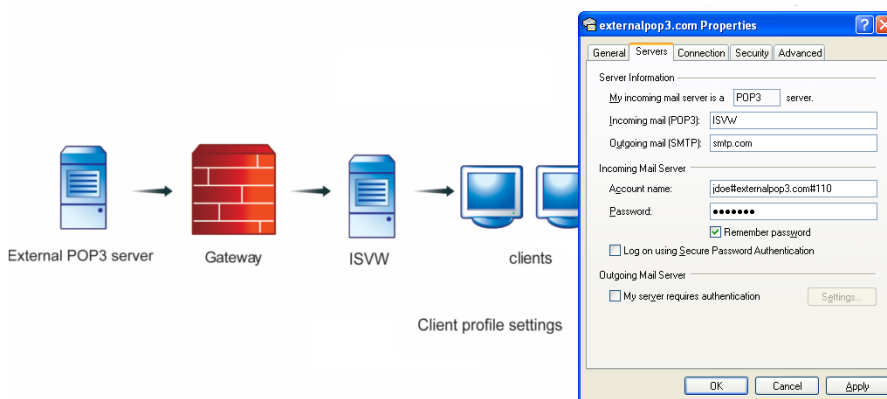 External POP3 server
Gateway
ISVW
clients
Client profile settings
externalpop3.com Properties
General Servers Connection Security Advanced
Server Information
My incoming mail server is a POP3 server.
Incoming mail (POP3): ISVW
Outgoing mail (SMTP): smtp.com
Incoming Mail Server
Account name: jdoe#externalpop3.com#110
Password: •••••••
Remember password
Log on using Secure Password Authentication
Outgoing Mail Server
My server requires authentication Settings...
OK Cancel Apply